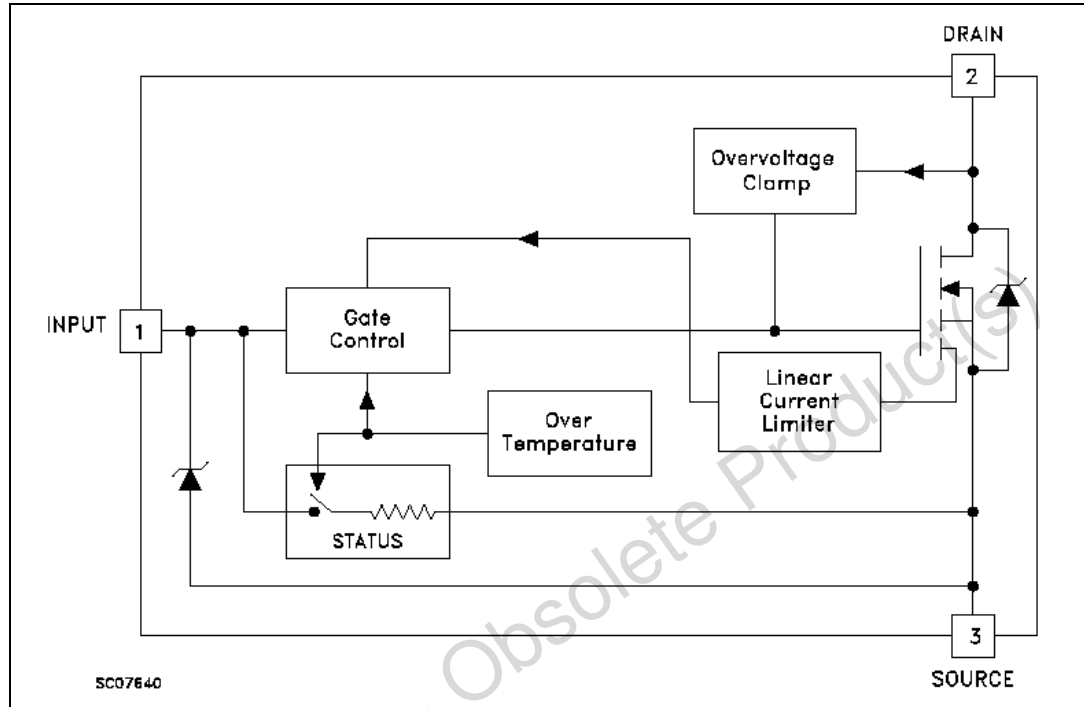 DRAIN
2
Overvoltage
Clamp
INPUT
1
Gate
Control
Linear
Current
Limiter
Over
Temperature
STATUS
3
SOURCE
SC07640
Obsolete Product(s)